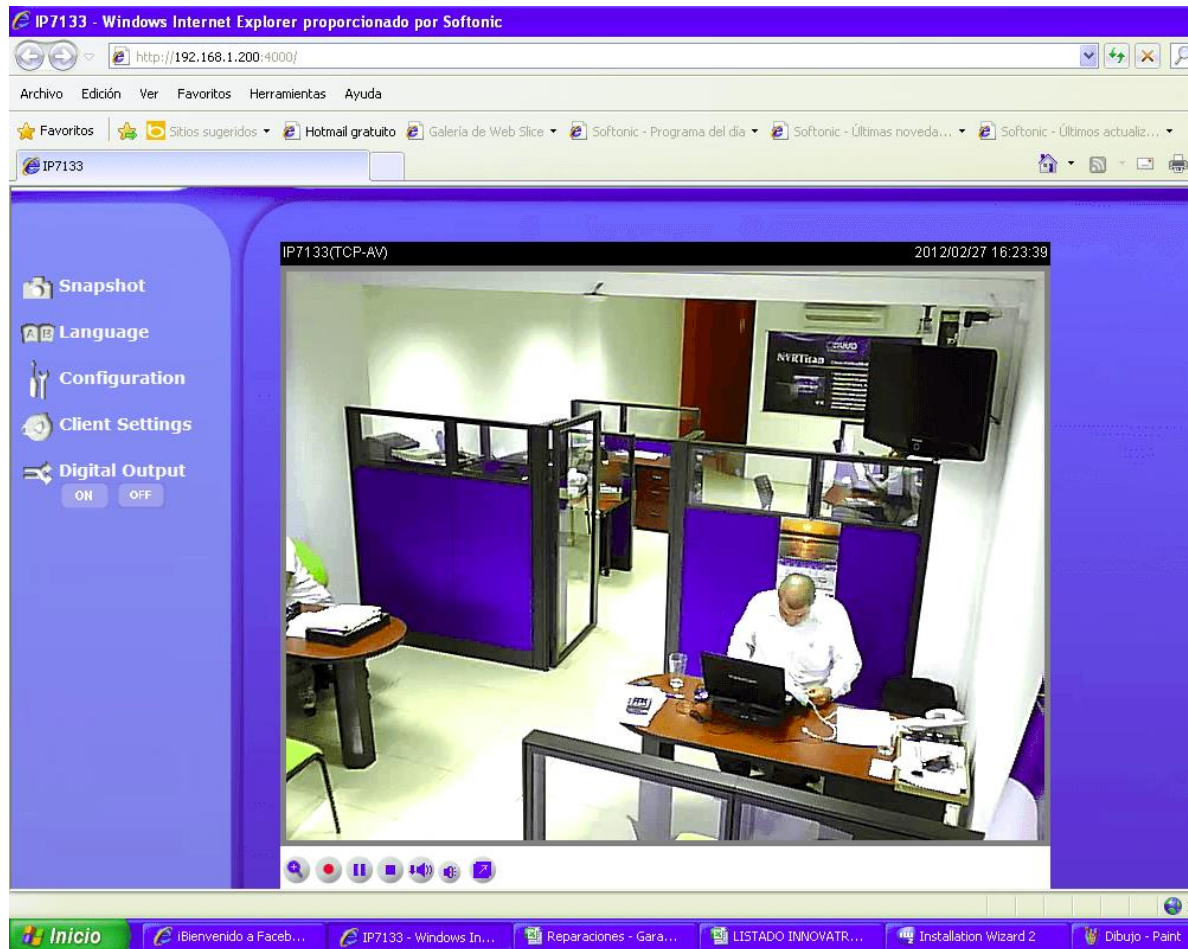 IP7133 - Windows Internet Explorer proporcionado por Softonic
http://192.168.1.200:4000/
Archivo Edición Ver Favoritos Herramientas Ayuda
Favoritos Sitios sugeridos Hotmail gratuito Galería de Web Slice Softonic - Programa del día Softonic - Últimas noveda... Softonic - Últimos actualiz...
IP7133
IP7133(TCP-AV) 2012/02/27 16:23:39
Snapshot
Language
Configuration
Client Settings
Digital Output
ON OFF
NVRTitan
Inicio iBienvenido a Faceb... IP7133 - Windows In... Reparaciones - Gara... LISTADO INNOVATR... Installation Wizard 2 Dibujo - Paint